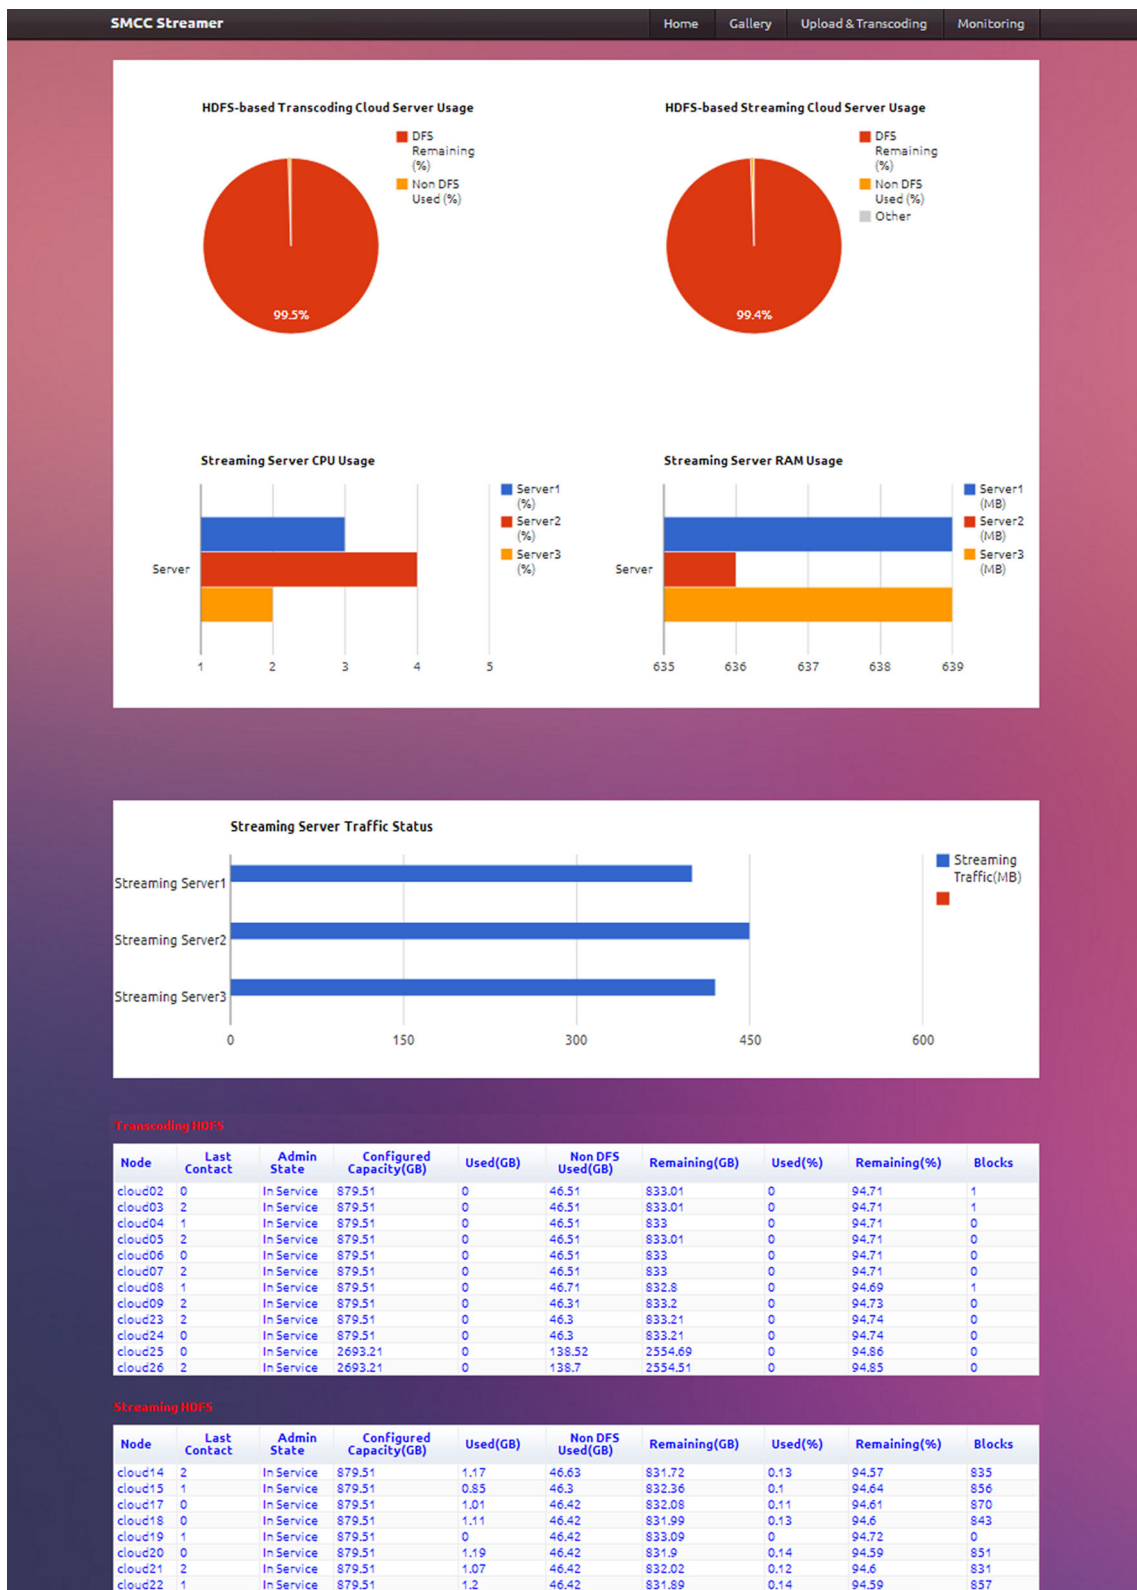 SMCC Streamer
Home Gallery Upload & Transcoding Monitoring
HDFS-based Transcoding Cloud Server Usage
DFS
Remaining
(%)
Non DFS
Used (%)
99.5%
HDFS-based Streaming Cloud Server Usage
DFS
Remaining
(%)
Non DFS
Used (%)
Other
99.4%
Streaming Server CPU Usage
Server1
(%)
Server2
(%)
Server3
(%)
Server
1 2 3 4 5
Streaming Server RAM Usage
Server1
(MB)
Server2
(MB)
Server3
(MB)
Server
635 636 637 638 639
Streaming Server Traffic Status
Streaming
Traffic(MB)
Streaming Server1
Streaming Server2
Streaming Server3
0 150 300 450 600
Transcoding HDFS
Node Last Contact Admin State Configured Capacity(GB) Used(GB) Non DFS Used(GB) Remaining(GB) Used(%) Remaining(%) Blocks
cloud02 0 In Service 879.51 0 46.51 833.01 0 94.71 1
cloud03 2 In Service 879.51 0 46.51 833.01 0 94.71 1
cloud04 1 In Service 879.51 0 46.51 833 0 94.71 0
cloud05 2 In Service 879.51 0 46.51 833.01 0 94.71 0
cloud06 0 In Service 879.51 0 46.51 833 0 94.71 0
cloud07 2 In Service 879.51 0 46.51 833 0 94.71 0
cloud08 1 In Service 879.51 0 46.71 832.8 0 94.69 1
cloud09 2 In Service 879.51 0 46.31 833.2 0 94.73 0
cloud23 2 In Service 879.51 0 46.3 833.21 0 94.74 0
cloud24 0 In Service 879.51 0 46.3 833.21 0 94.74 0
cloud25 0 In Service 2693.21 0 138.52 2554.69 0 94.86 0
cloud26 2 In Service 2693.21 0 138.7 2554.51 0 94.85 0
Streaming HDFS
Node Last Contact Admin State Configured Capacity(GB) Used(GB) Non DFS Used(GB) Remaining(GB) Used(%) Remaining(%) Blocks
cloud14 2 In Service 879.51 1.17 46.63 831.72 0.13 94.57 835
cloud15 1 In Service 879.51 0.85 46.3 832.36 0.1 94.64 856
cloud17 0 In Service 879.51 1.01 46.42 832.08 0.11 94.61 870
cloud18 0 In Service 879.51 1.11 46.42 831.99 0.13 94.6 843
cloud19 1 In Service 879.51 0 46.42 833.09 0 94.72 0
cloud20 0 In Service 879.51 1.19 46.42 831.9 0.14 94.59 851
cloud21 2 In Service 879.51 1.07 46.42 832.02 0.12 94.6 831
cloud22 1 In Service 879.51 1.2 46.42 831.89 0.14 94.59 857